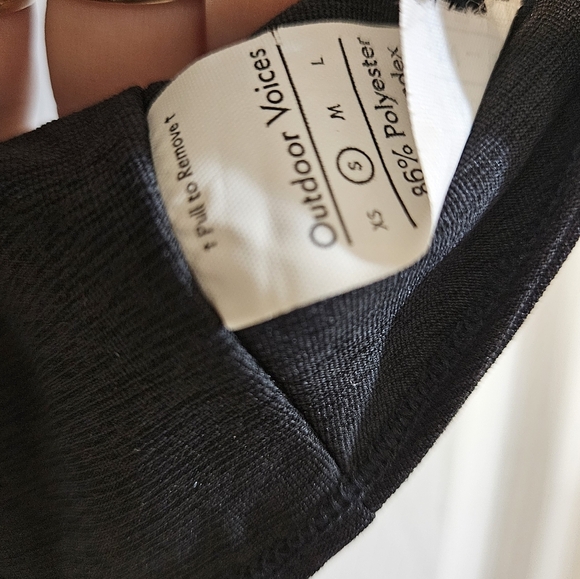 ↑ Pull to Remove ↑
Outdoor Voices
XS S M L
86% Polyester